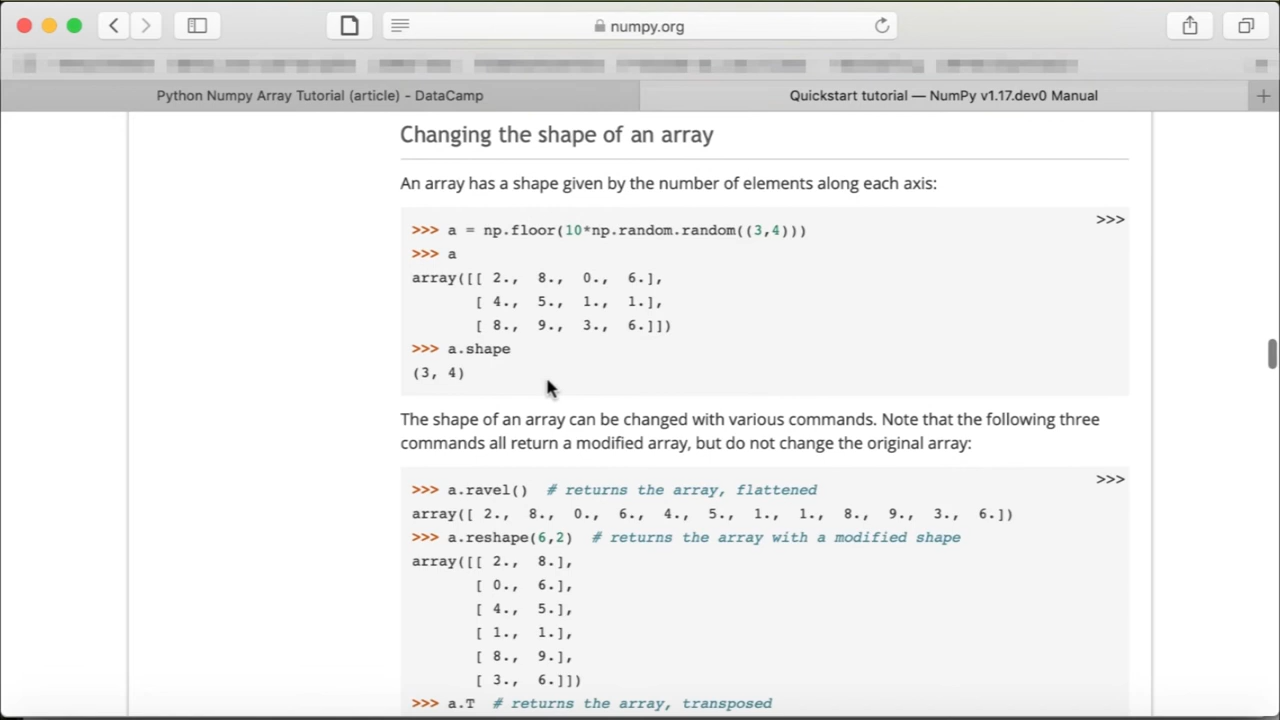 numpy.org
Python Numpy Array Tutorial (article) - DataCamp
Quickstart tutorial — NumPy v1.17.dev0 Manual
Changing the shape of an array
An array has a shape given by the number of elements along each axis:
>>>
>>> a = np.floor(10*np.random.random((3,4)))
>>> a
array([[ 2., 8., 0., 6.],
[ 4., 5., 1., 1.],
[ 8., 9., 3., 6.]])
>>> a.shape
(3, 4)
The shape of an array can be changed with various commands. Note that the following three
commands all return a modified array, but do not change the original array:
>>>
>>> a.ravel() # returns the array, flattened
array([ 2., 8., 0., 6., 4., 5., 1., 1., 8., 9., 3., 6.])
>>> a.reshape(6,2) # returns the array with a modified shape
array([[ 2., 8.],
[ 0., 6.],
[ 4., 5.],
[ 1., 1.],
[ 8., 9.],
[ 3., 6.]])
>>> a.T # returns the array, transposed